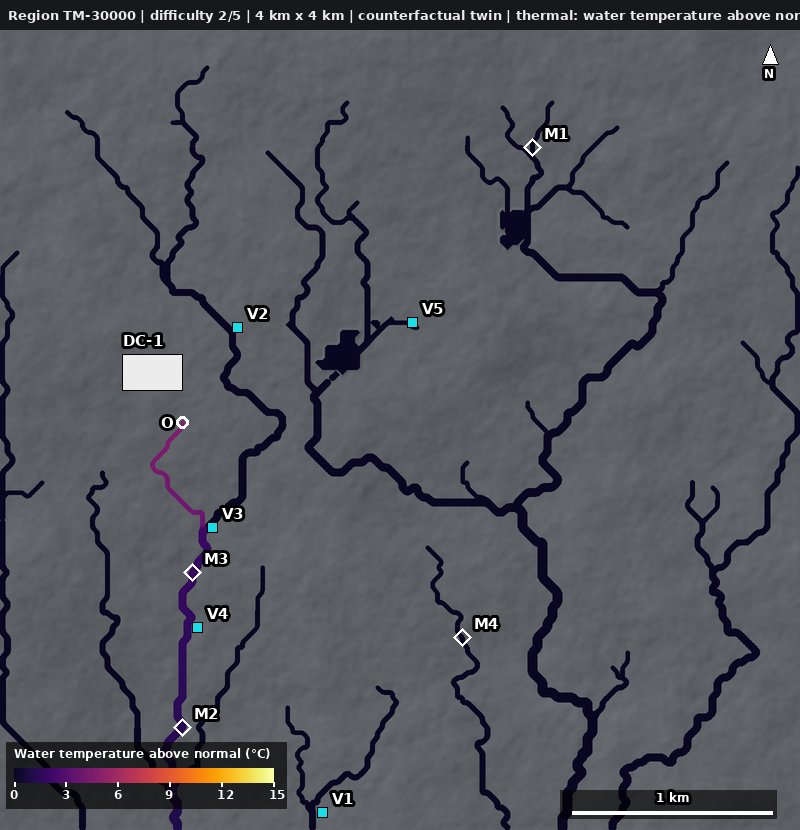 Region TM-30000 | difficulty 2/5 | 4 km x 4 km | counterfactual twin | thermal: water temperature above nor
N
M1
V2
V5
DC-1
O
V3
M3
V4
M4
M2
Water temperature above normal (°C)
0 3 6 9 12 15
V1
1 km